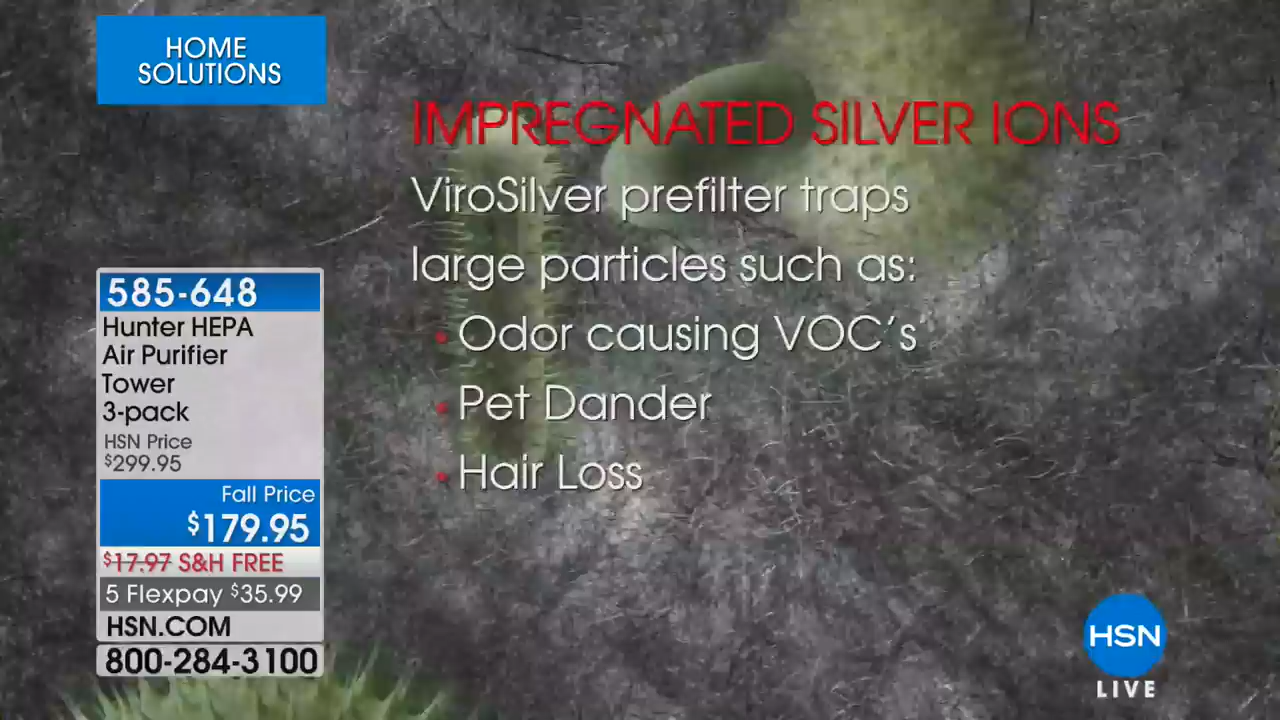 HOME
SOLUTIONS
IMPREGNATED SILVER IONS
ViroSilver prefilter traps
large particles such as:
• Odor causing VOC's
• Pet Dander
• Hair Loss
585-648
Hunter HEPA
Air Purifier
Tower
3-pack
HSN Price
$299.95
Fall Price
$179.95
$17.97 S&H FREE
5 Flexpay $35.99
HSN.COM
800-284-3100
HSN
LIVE